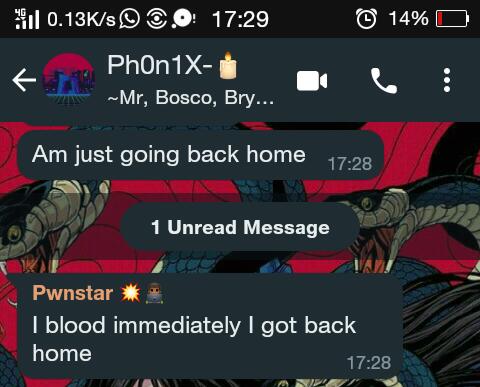 4G 0.13K/s 17:29 14%
Ph0n1X-🕯️
~Mr, Bosco, Bry...
Am just going back home 17:28
1 Unread Message
Pwnstar 💥
I blood immediately I got back
home 17:28